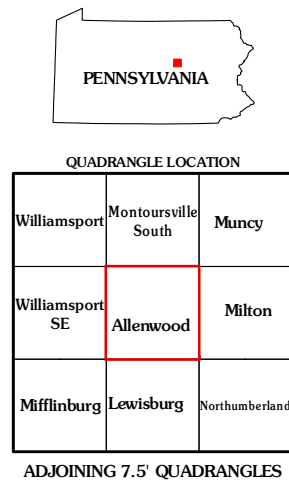 PENNSYLVANIA
QUADRANGLE LOCATION
Williamsport
Montoursville
South
Muncy
Williamsport
SE
Allenwood
Milton
Mifflinburg
Lewisburg
Northumberland
ADJOINING 7.5' QUADRANGLES